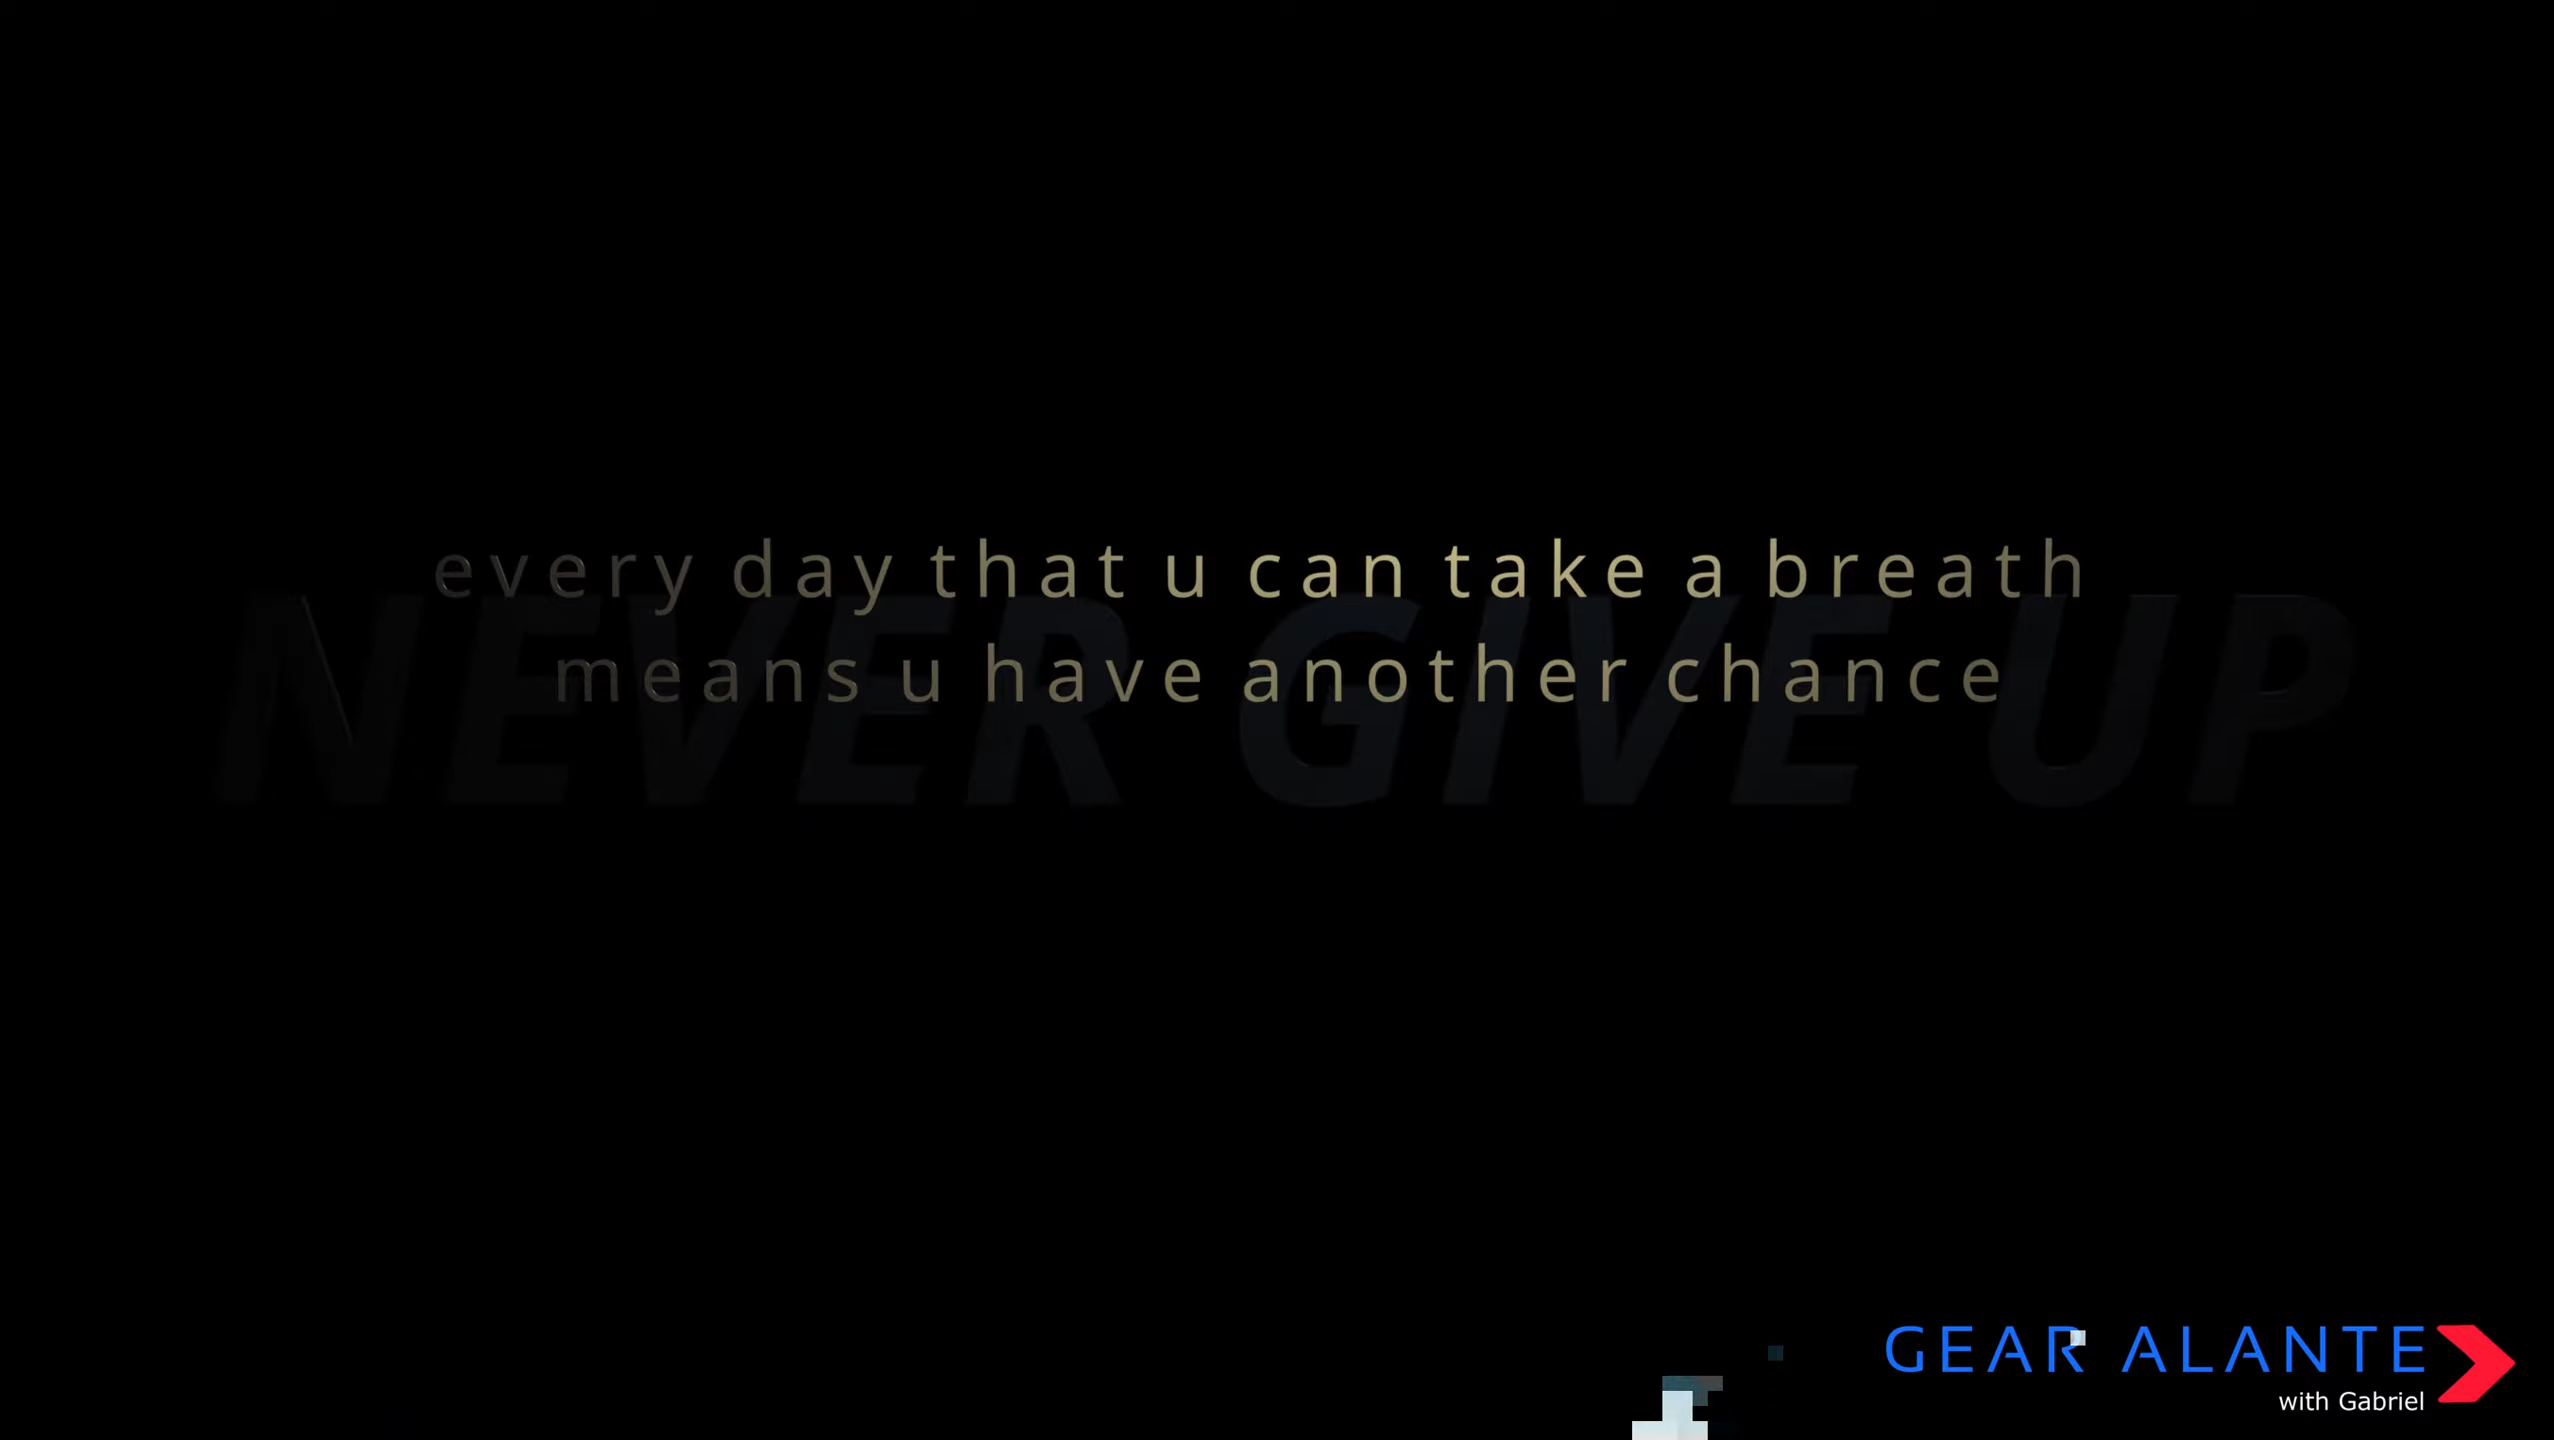 every day that u can take a breath
NEVER GIVE UP
means u have another chance
GEAR ALANTE
with Gabriel